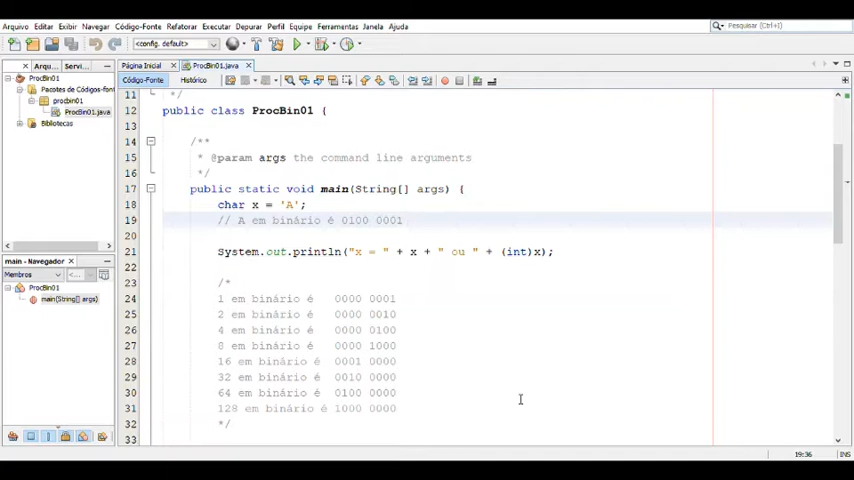 Arquivo Editar Exibir Navegar Código-Fonte Refatorar Executar Depurar Perfil Equipe Ferramentas Janela Ajuda
Pesquisar (Ctrl+I)
<config. default>
Arqu... Servi...
Página Inicial ProcBin01.java
Código-Fonte Histórico
ProcBin01
Pacotes de Códigos-font
procbin01
ProcBin01.java
Bibliotecas
11 */
12 public class ProcBin01 {
13
14 /**
15 * @param args the command line arguments
16 */
17 public static void main(String[] args) {
18 char x = 'A';
19 // A em binário é 0100 0001
20
21 System.out.println("x = " + x + " ou " + (int)x);
22
23 /*
24 1 em binário é 0000 0001
25 2 em binário é 0000 0010
26 4 em binário é 0000 0100
27 8 em binário é 0000 1000
28 16 em binário é 0001 0000
29 32 em binário é 0010 0000
30 64 em binário é 0100 0000
31 128 em binário é 1000 0000
32 */
33
main - Navegador
Membros <...
ProcBin01
main(String[] args)
19:36 INS